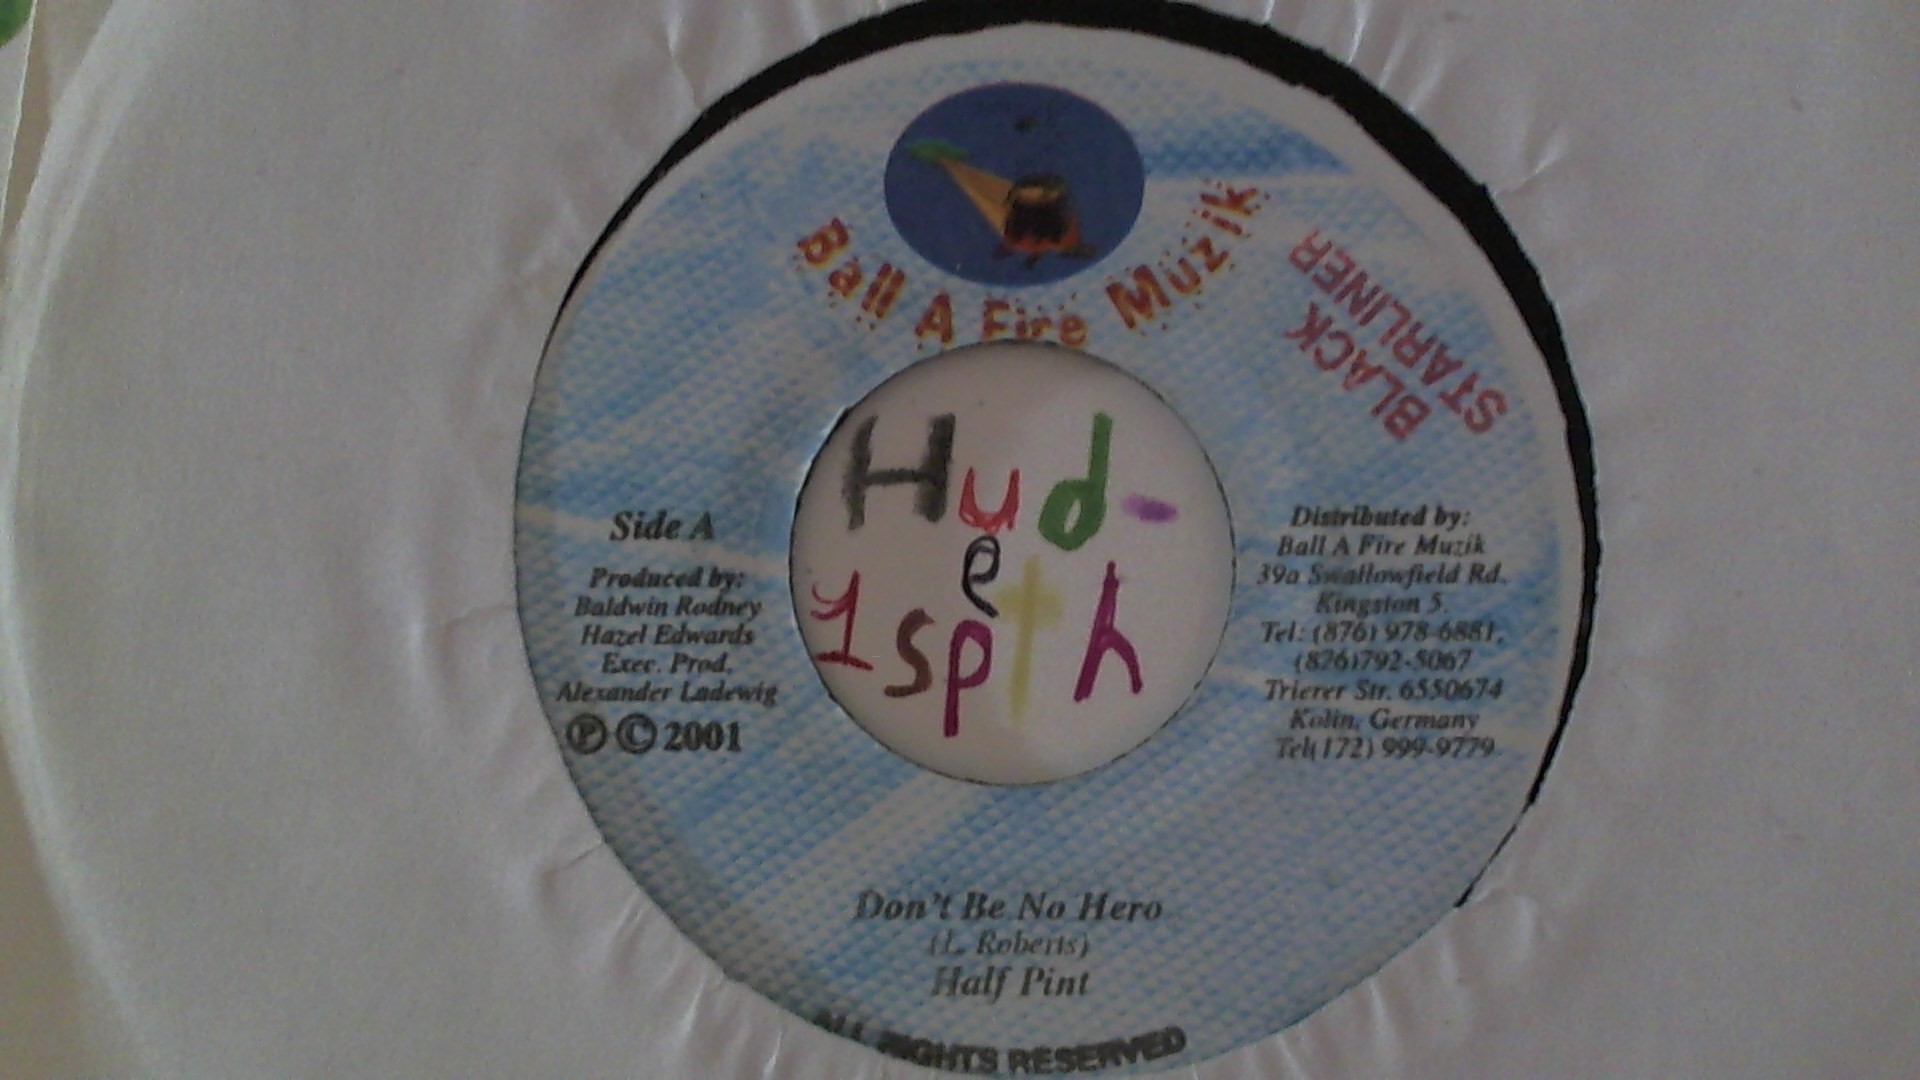 Ball A Fire Muzik
BLACK
STARLINER
Hud-
e
1spth
Side A
Produced by:
Baldwin Rodney
Hazel Edwards
Exec. Prod.
Alexander Ladewig
Ⓟ © 2001
Distributed by:
Ball A Fire Muzik
39a Swallowfield Rd.
Kingston 5.
Tel: (876) 978-6881,
(876)792-5067
Trierer Str. 6550674
Kolin, Germany
Tel(172) 999-9779
Don't Be No Hero
(L. Roberts)
Half Pint
ALL RIGHTS RESERVED